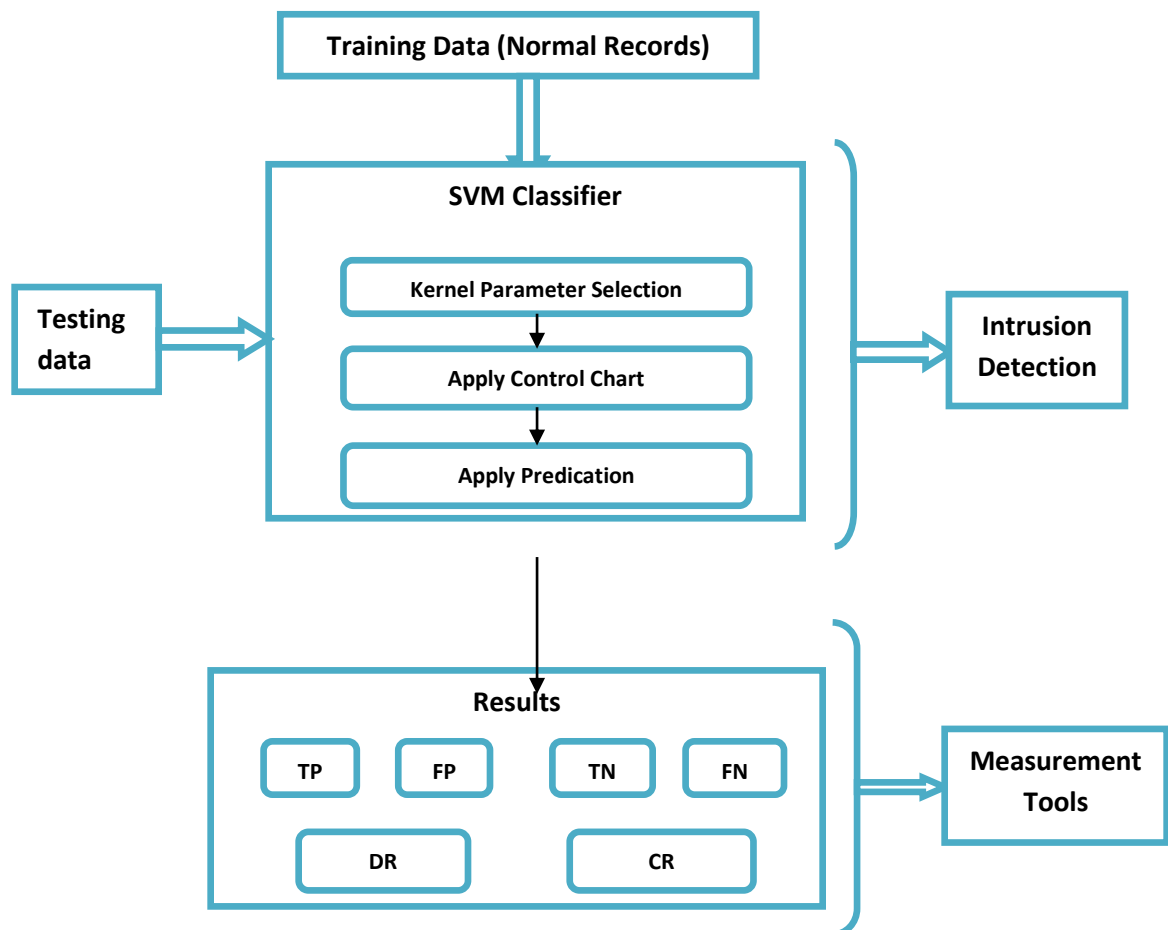 Training Data (Normal Records)
SVM Classifier
Kernel Parameter Selection
Testing
data
Intrusion
Detection
Apply Control Chart
Apply Predication
Results
TP
FP
TN
FN
Measurement
Tools
DR
CR